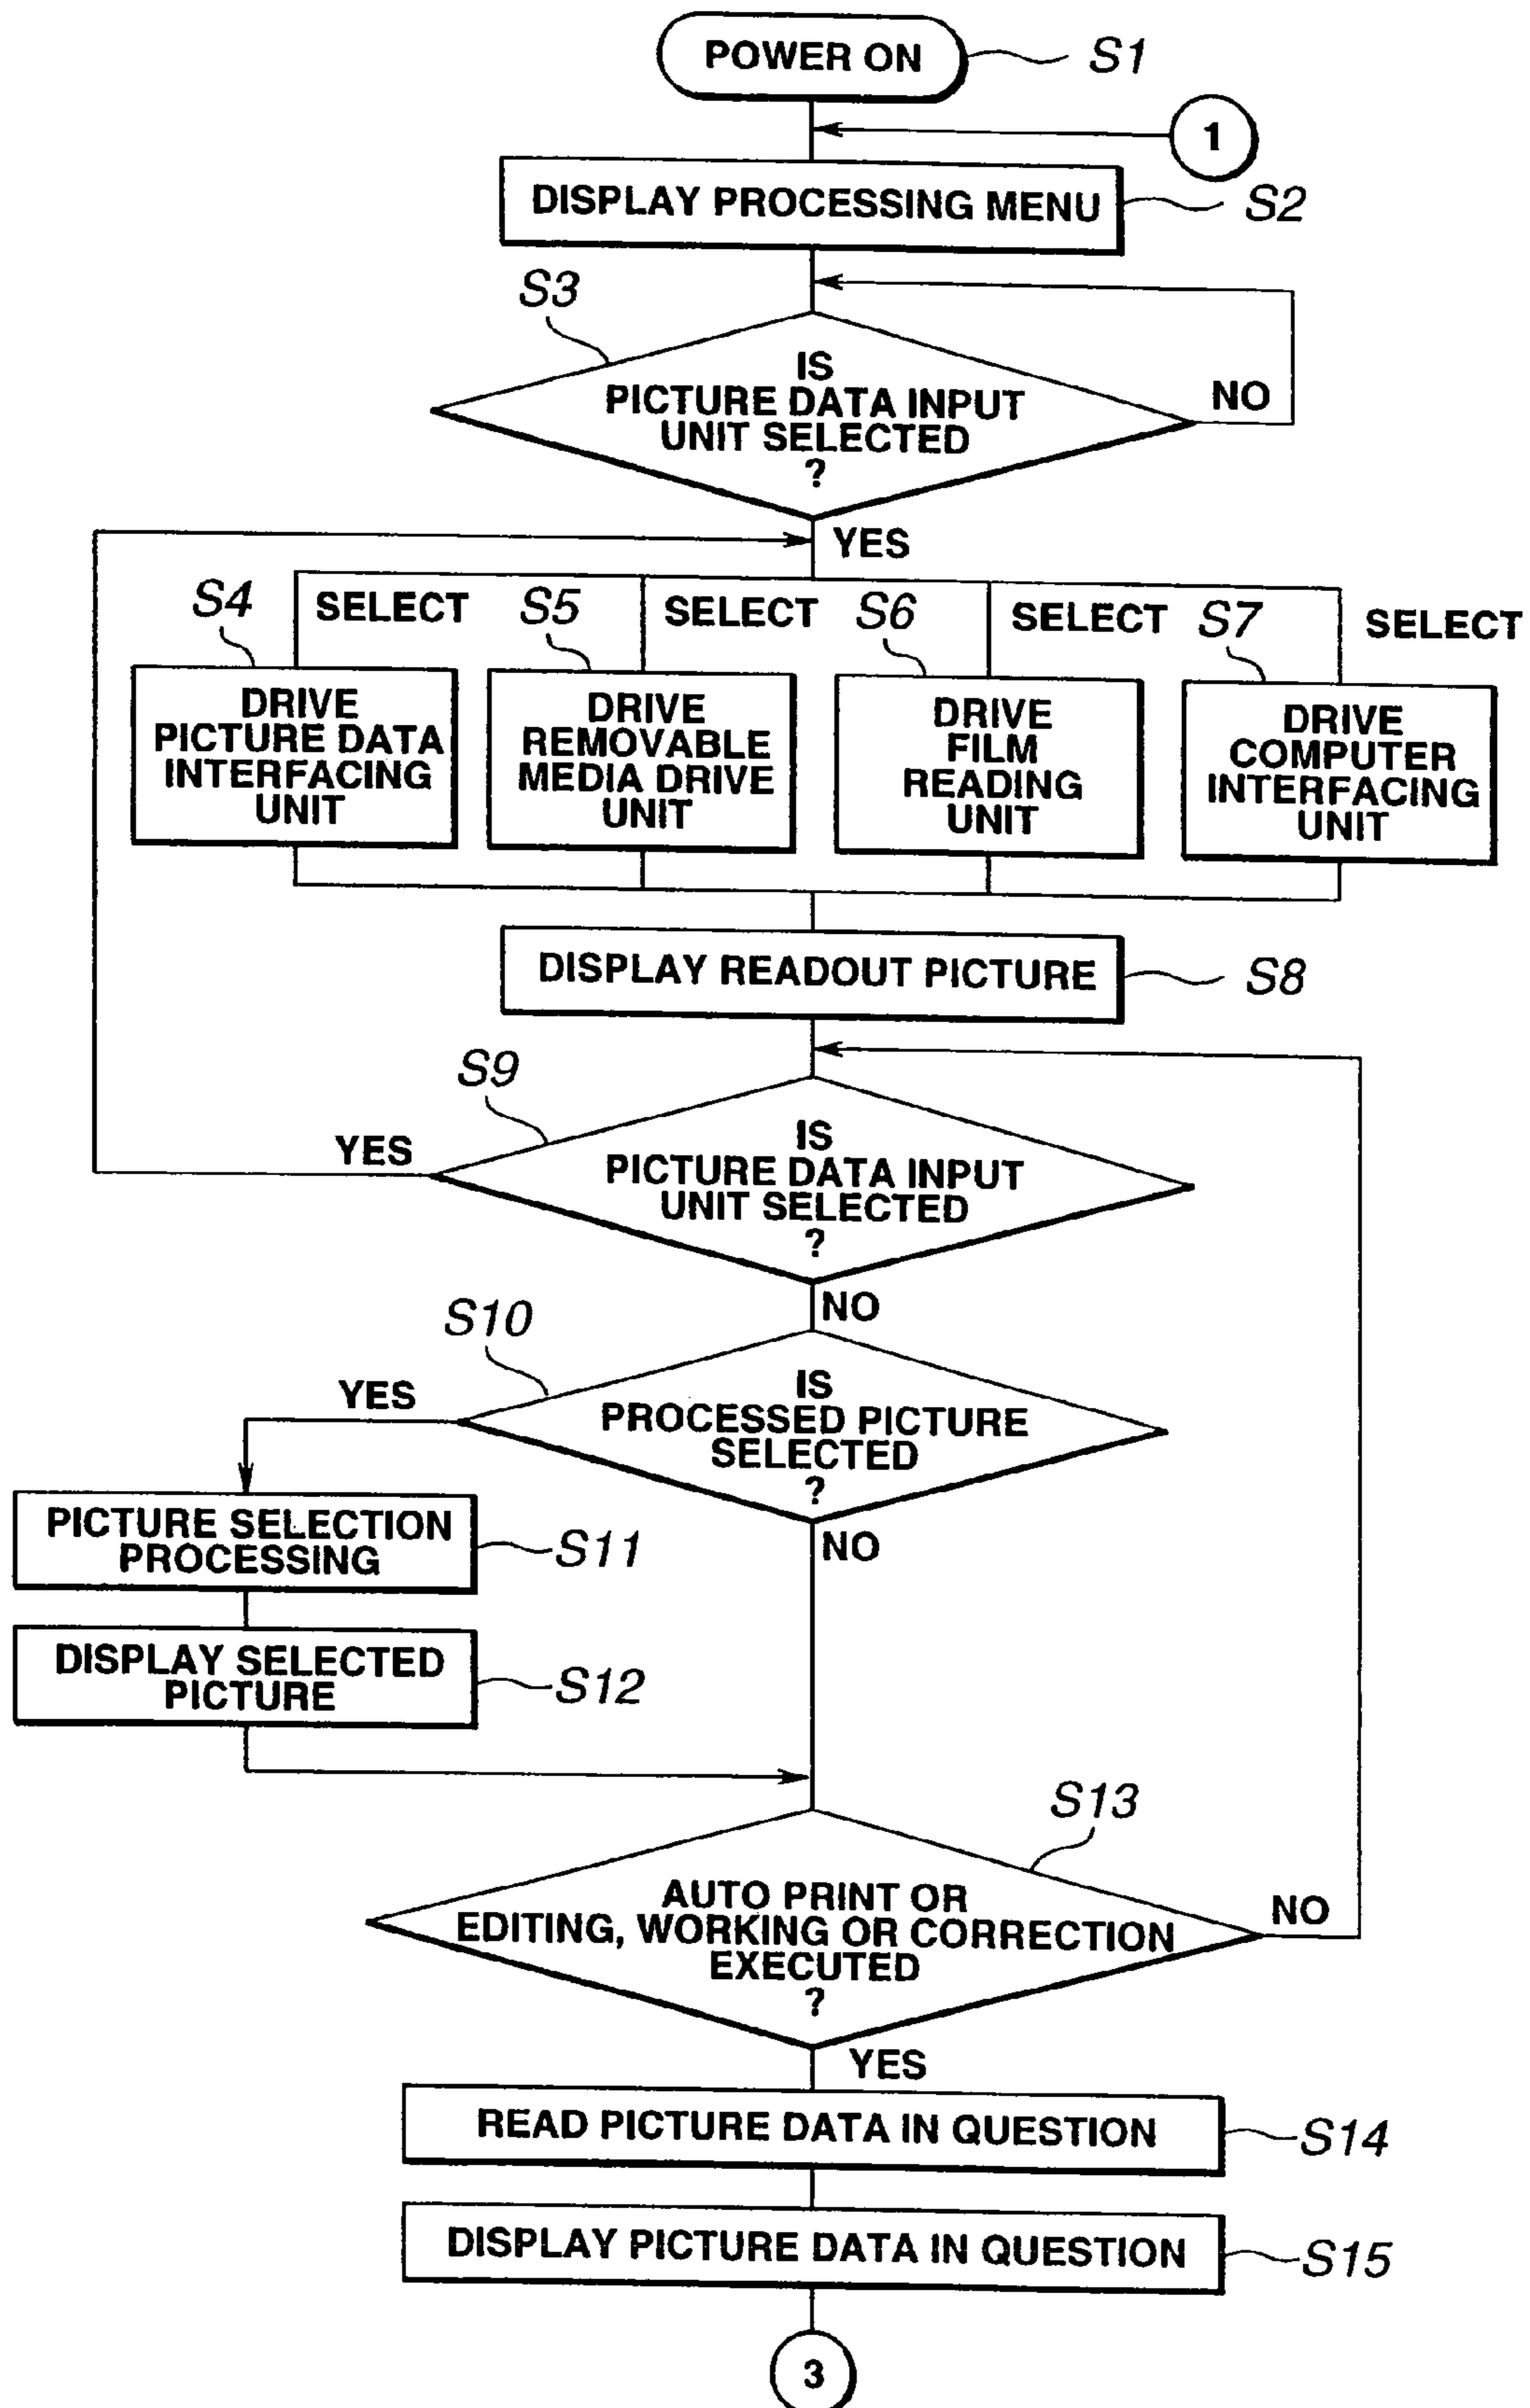 POWER ON
S1
1
DISPLAY PROCESSING MENU
S2
S3
IS
PICTURE DATA INPUT
UNIT SELECTED
?
NO
YES
S4
SELECT
S5
SELECT
S6
SELECT
S7
SELECT
DRIVE
PICTURE DATA
INTERFACING
UNIT
DRIVE
REMOVABLE
MEDIA DRIVE
UNIT
DRIVE
FILM
READING
UNIT
DRIVE
COMPUTER
INTERFACING
UNIT
DISPLAY READOUT PICTURE
S8
S9
YES
IS
PICTURE DATA INPUT
UNIT SELECTED
?
NO
S10
YES
IS
PROCESSED PICTURE
SELECTED
?
NO
PICTURE SELECTION
PROCESSING
S11
DISPLAY SELECTED
PICTURE
S12
S13
AUTO PRINT OR
EDITING, WORKING OR CORRECTION
EXECUTED
?
NO
YES
READ PICTURE DATA IN QUESTION
S14
DISPLAY PICTURE DATA IN QUESTION
S15
3